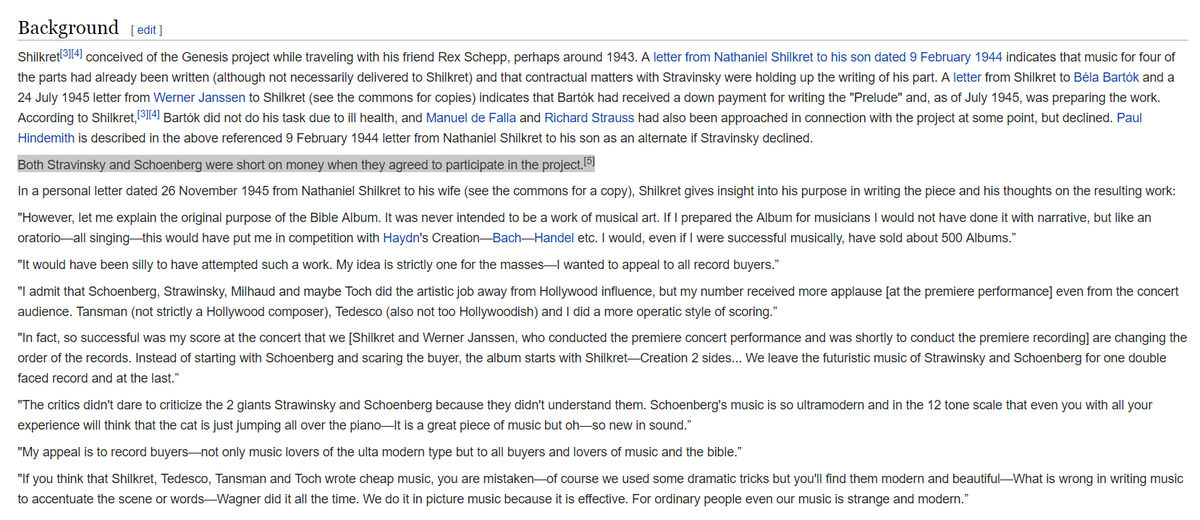 Background [ edit ]
Shilkret[3][4] conceived of the Genesis project while traveling with his friend Rex Schepp, perhaps around 1943. A letter from Nathaniel Shilkret to his son dated 9 February 1944 indicates that music for four of
the parts had already been written (although not necessarily delivered to Shilkret) and that contractual matters with Stravinsky were holding up the writing of his part. A letter from Shilkret to Béla Bartók and a
24 July 1945 letter from Werner Janssen to Shilkret (see the commons for copies) indicates that Bartók had received a down payment for writing the "Prelude" and, as of July 1945, was preparing the work.
According to Shilkret,[3][4] Bartók did not do his task due to ill health, and Manuel de Falla and Richard Strauss had also been approached in connection with the project at some point, but declined. Paul
Hindemith is described in the above referenced 9 February 1944 letter from Nathaniel Shilkret to his son as an alternate if Stravinsky declined.
Both Stravinsky and Schoenberg were short on money when they agreed to participate in the project.[5]
In a personal letter dated 26 November 1945 from Nathaniel Shilkret to his wife (see the commons for a copy), Shilkret gives insight into his purpose in writing the piece and his thoughts on the resulting work:
"However, let me explain the original purpose of the Bible Album. It was never intended to be a work of musical art. If I prepared the Album for musicians I would not have done it with narrative, but like an
oratorio—all singing—this would have put me in competition with Haydn's Creation—Bach—Handel etc. I would, even if I were successful musically, have sold about 500 Albums.”
"It would have been silly to have attempted such a work. My idea is strictly one for the masses—I wanted to appeal to all record buyers.”
"I admit that Schoenberg, Strawinsky, Milhaud and maybe Toch did the artistic job away from Hollywood influence, but my number received more applause [at the premiere performance] even from the concert
audience. Tansman (not strictly a Hollywood composer), Tedesco (also not too Hollywoodish) and I did a more operatic style of scoring.”
"In fact, so successful was my score at the concert that we [Shilkret and Werner Janssen, who conducted the premiere concert performance and was shortly to conduct the premiere recording] are changing the
order of the records. Instead of starting with Schoenberg and scaring the buyer, the album starts with Shilkret—Creation 2 sides... We leave the futuristic music of Strawinsky and Schoenberg for one double
faced record and at the last.”
"The critics didn't dare to criticize the 2 giants Strawinsky and Schoenberg because they didn't understand them. Schoenberg's music is so ultramodern and in the 12 tone scale that even you with all your
experience will think that the cat is just jumping all over the piano—It is a great piece of music but oh—so new in sound.”
"My appeal is to record buyers—not only music lovers of the ulta modern type but to all buyers and lovers of music and the bible.”
"If you think that Shilkret, Tedesco, Tansman and Toch wrote cheap music, you are mistaken—of course we used some dramatic tricks but you'll find them modern and beautiful—What is wrong in writing music
to accentuate the scene or words—Wagner did it all the time. We do it in picture music because it is effective. For ordinary people even our music is strange and modern.”